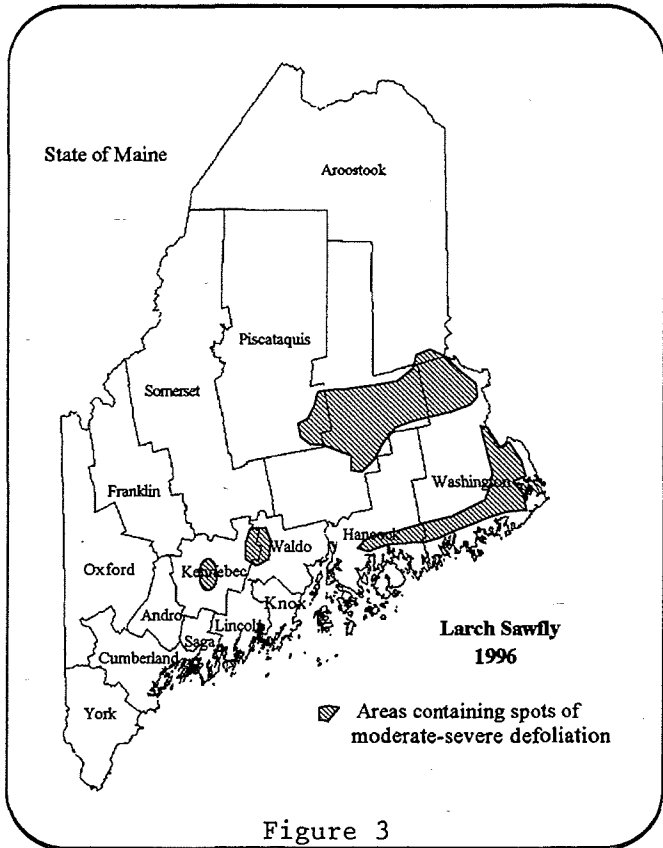 State of Maine
Aroostook
Piscataquis
Somerset
Franklin
Washington
Hancock
Waldo
Oxford
Kennebec
Knox
Andro
Lincoln
Saga
Cumberland
York
Larch Sawfly
1996
Areas containing spots of
moderate-severe defoliation
Figure 3